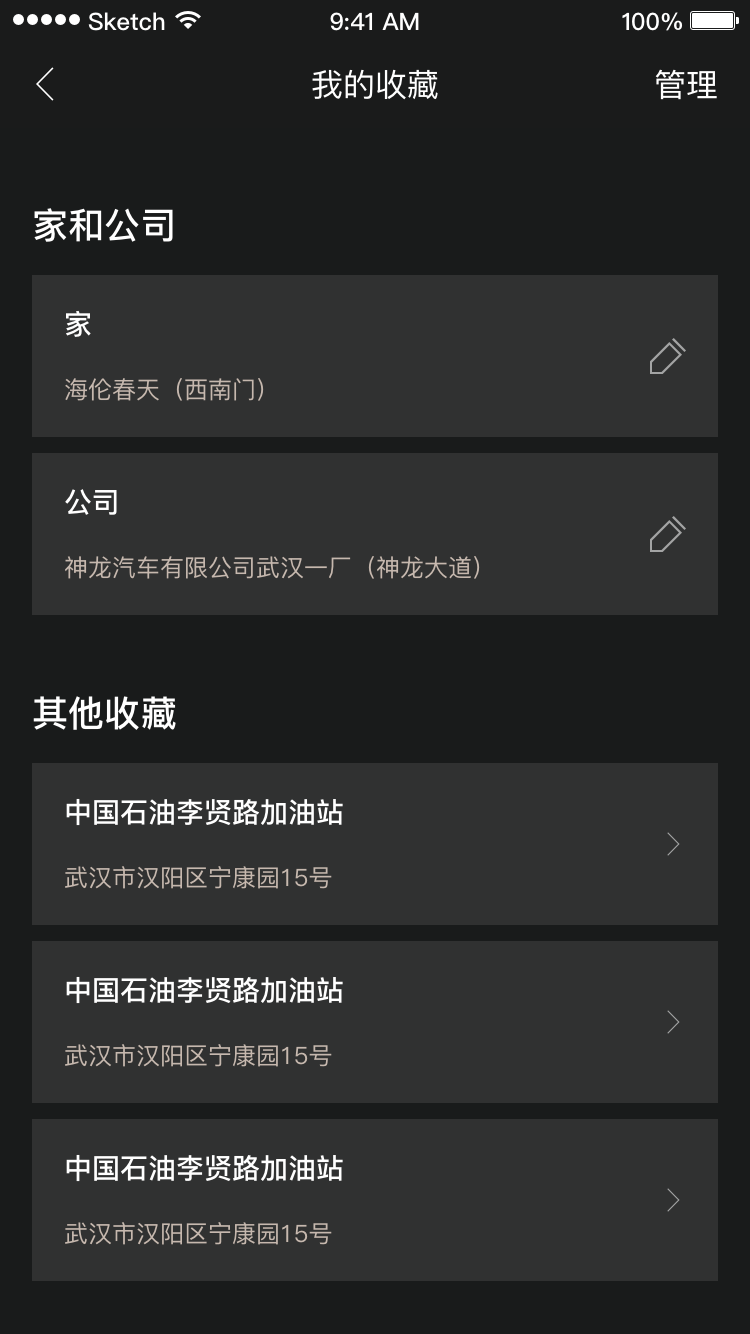 Sketch 9:41 AM 100%
我的收藏 管理
家和公司
家
海伦春天（西南门）
公司
神龙汽车有限公司武汉一厂（神龙大道）
其他收藏
中国石油李贤路加油站
武汉市汉阳区宁康园15号
中国石油李贤路加油站
武汉市汉阳区宁康园15号
中国石油李贤路加油站
武汉市汉阳区宁康园15号